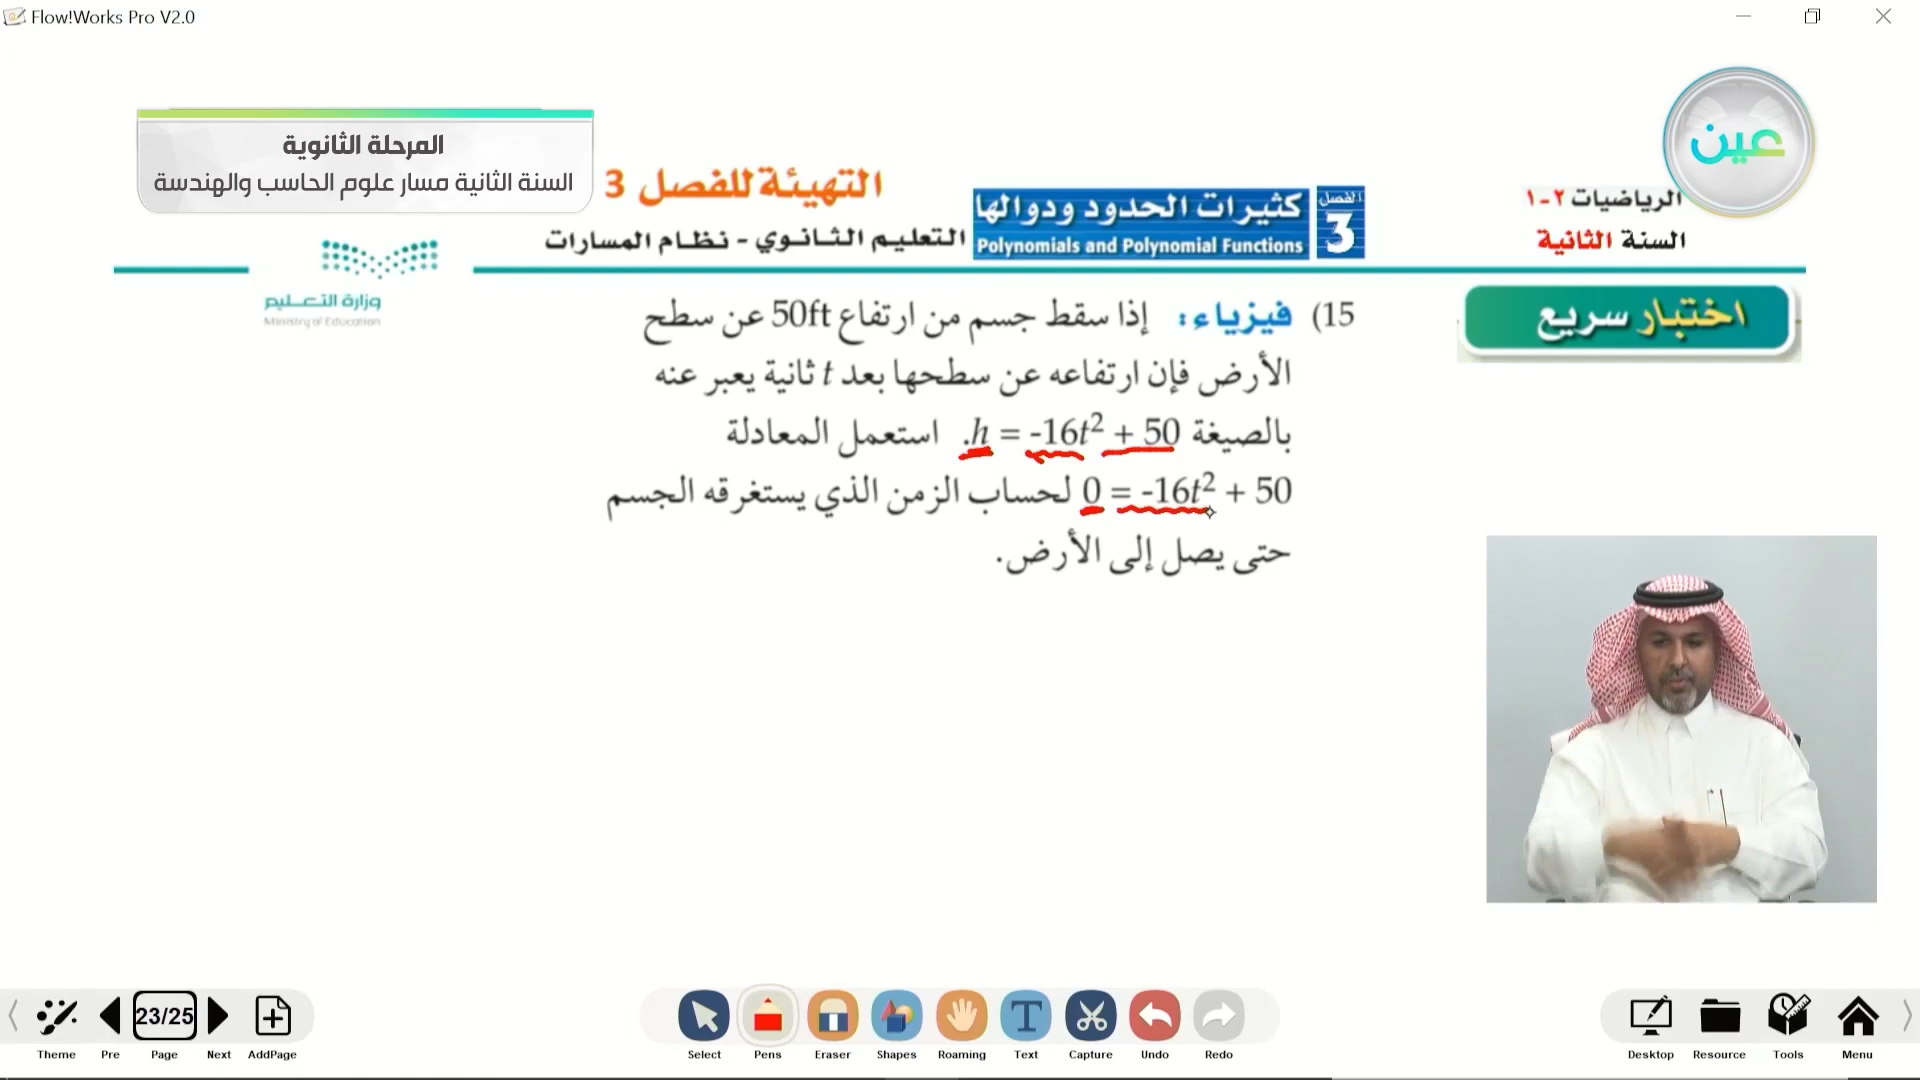 Flow!Works Pro V2.0
عين
المرحلة الثانوية
السنة الثانية مسار علوم الحاسب والهندسة
الرياضيات ٢-١
السنة الثانية
الفصل 3
كثيرات الحدود ودوالها
Polynomials and Polynomial Functions
التهيئة للفصل 3
التعليم الثانوي - نظام المسارات
وزارة التعليم
Ministry of Education
اختبار سريع
15) فيزياء: إذا سقط جسم من ارتفاع 50ft عن سطح
الأرض فإن ارتفاعه عن سطحها بعد t ثانية يعبر عنه
بالصيغة h = -16t² + 50. استعمل المعادلة
0 = -16t² + 50 لحساب الزمن الذي يستغرقه الجسم
حتى يصل إلى الأرض.
23/25
Theme Pre Page Next AddPage
Select Pens Eraser Shapes Roaming Text Capture Undo Redo
Desktop Resource Tools Menu